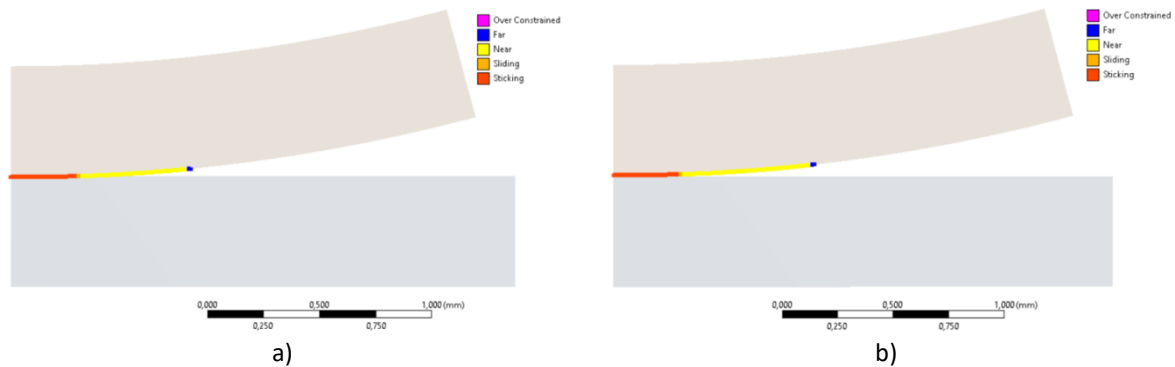 Over Constrained
Far
Near
Sliding
Sticking
0,000 0,500 1,000 (mm)
0,250 0,750
a)
Over Constrained
Far
Near
Sliding
Sticking
0,000 0,500 1,000 (mm)
0,250 0,750
b)